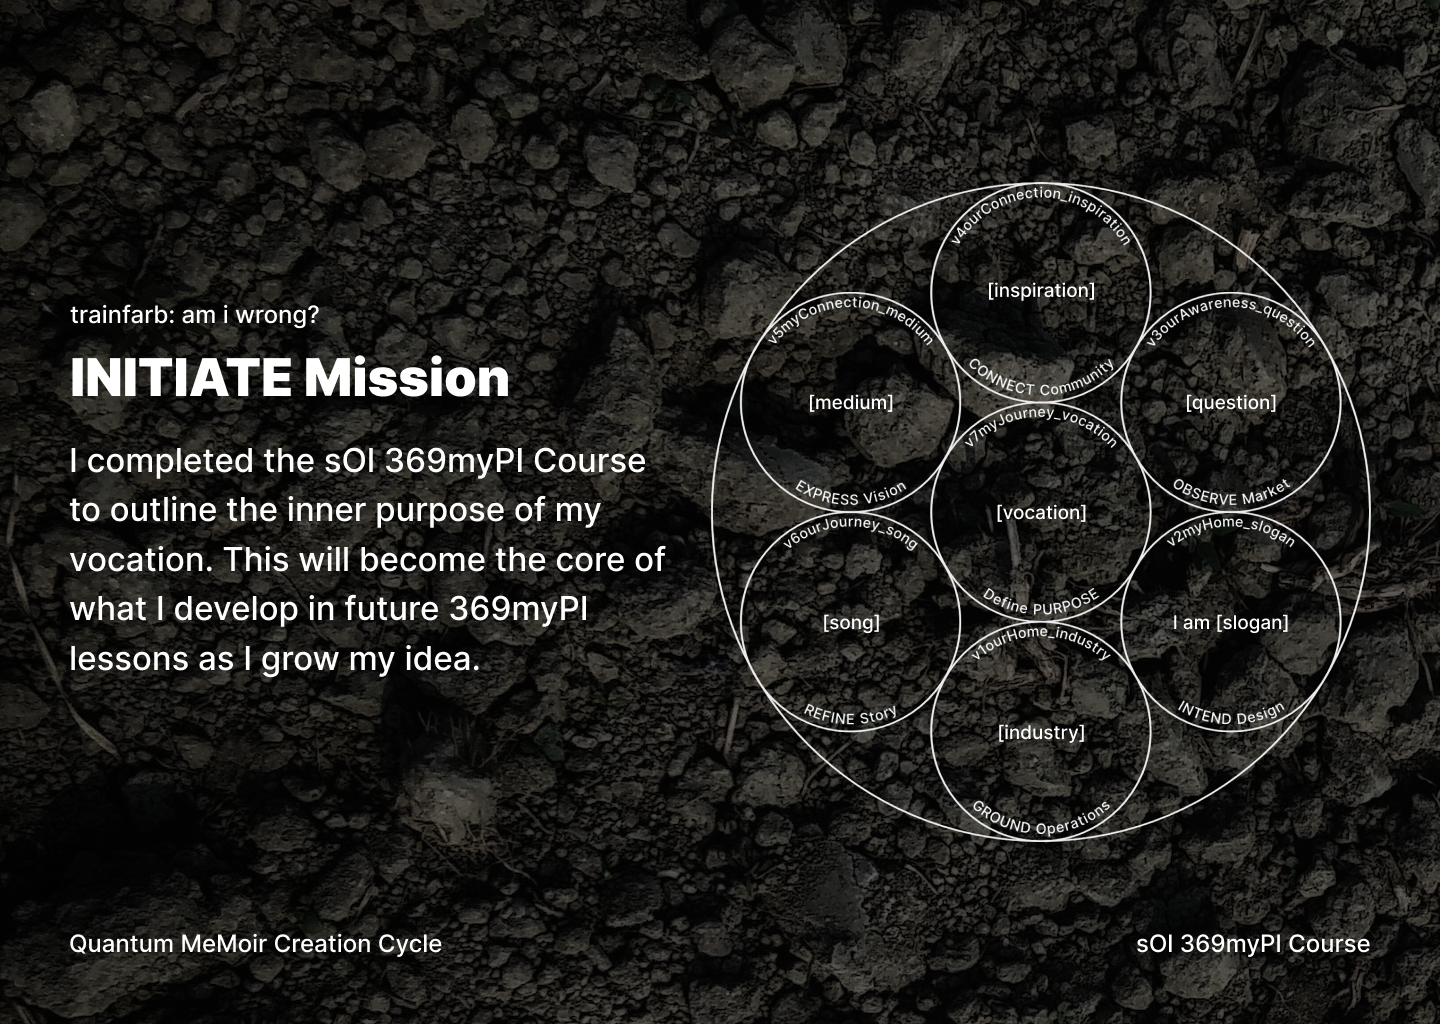 trainfarb: am i wrong?
INITIATE Mission
I completed the sOI 369myPI Course
to outline the inner purpose of my
vocation. This will become the core of
what I develop in future 369myPI
lessons as I grow my idea.
v4ourConnection_inspiration
[inspiration]
CONNECT Community
v5myConnection_medium
[medium]
EXPRESS Vision
v3ourAwareness_question
[question]
OBSERVE Market
v7myJourney_vocation
[vocation]
Define PURPOSE
v6ourJourney_song
[song]
REFINE Story
v2myHome_slogan
I am [slogan]
INTEND Design
v1ourHome_industry
[industry]
GROUND Operations
Quantum MeMoir Creation Cycle
sOI 369myPI Course